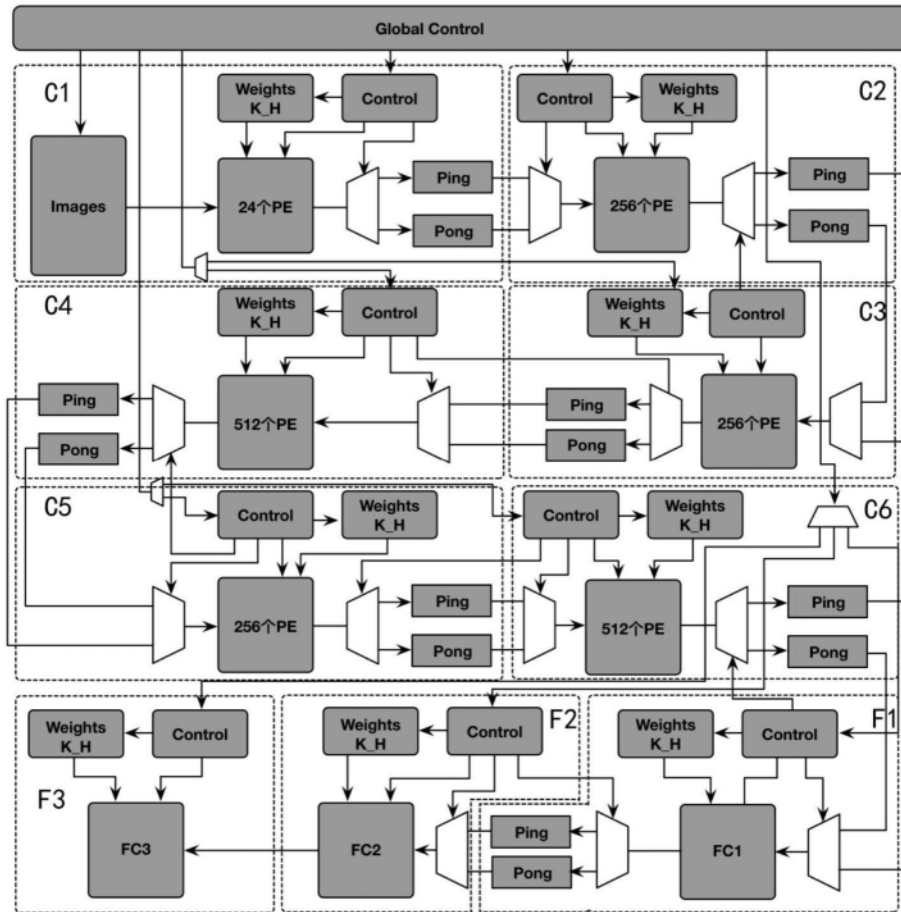 Global Control
C1
Weights
K_H
Control
Images
24个PE
Ping
Pong
C2
Control
Weights
K_H
256个PE
Ping
Pong
C4
Weights
K_H
Control
Ping
Pong
512个PE
C3
Weights
K_H
Control
Ping
Pong
256个PE
C5
Control
Weights
K_H
256个PE
Ping
Pong
C6
Control
Weights
K_H
512个PE
Ping
Pong
F3
Weights
K_H
Control
FC3
F2
Weights
K_H
Control
FC2
F1
Weights
K_H
Control
Ping
Pong
FC1